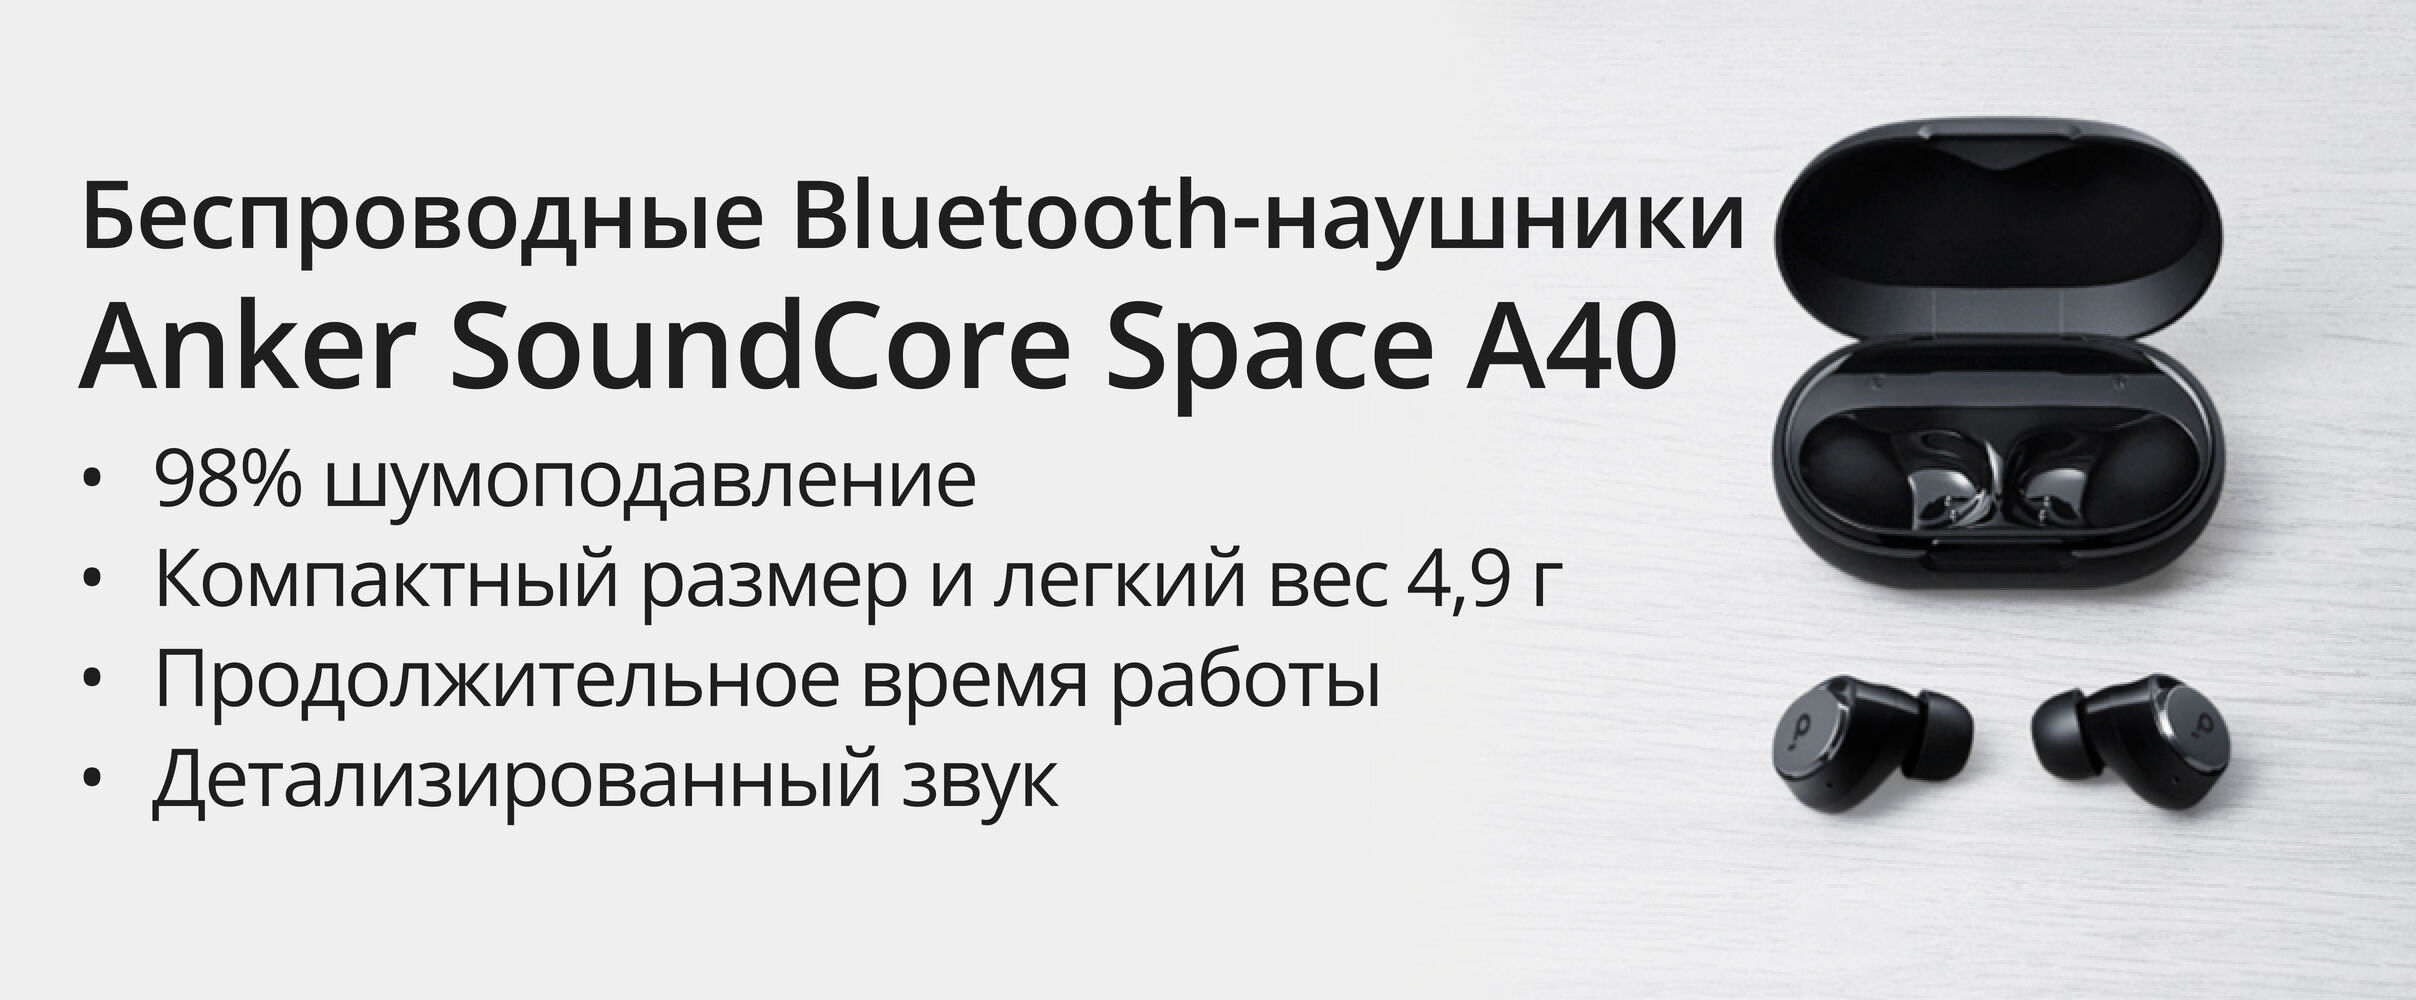 Беспроводные Bluetooth-наушники
Anker SoundCore Space A40
• 98% шумоподавление
• Компактный размер и легкий вес 4,9 г
• Продолжительное время работы
• Детализированный звук